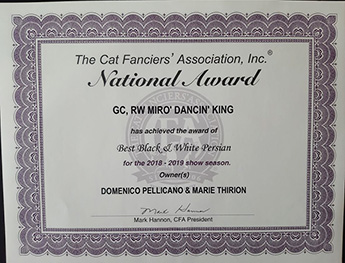 The Cat Fanciers' Association, Inc.®
National Award
GC, RW MIRO' DANCIN' KING
has achieved the award of
Best Black & White Persian
for the 2018 - 2019 show season.
Owner(s)
DOMENICO PELLICANO & MARIE THIRION
Mark Hannon, CFA President